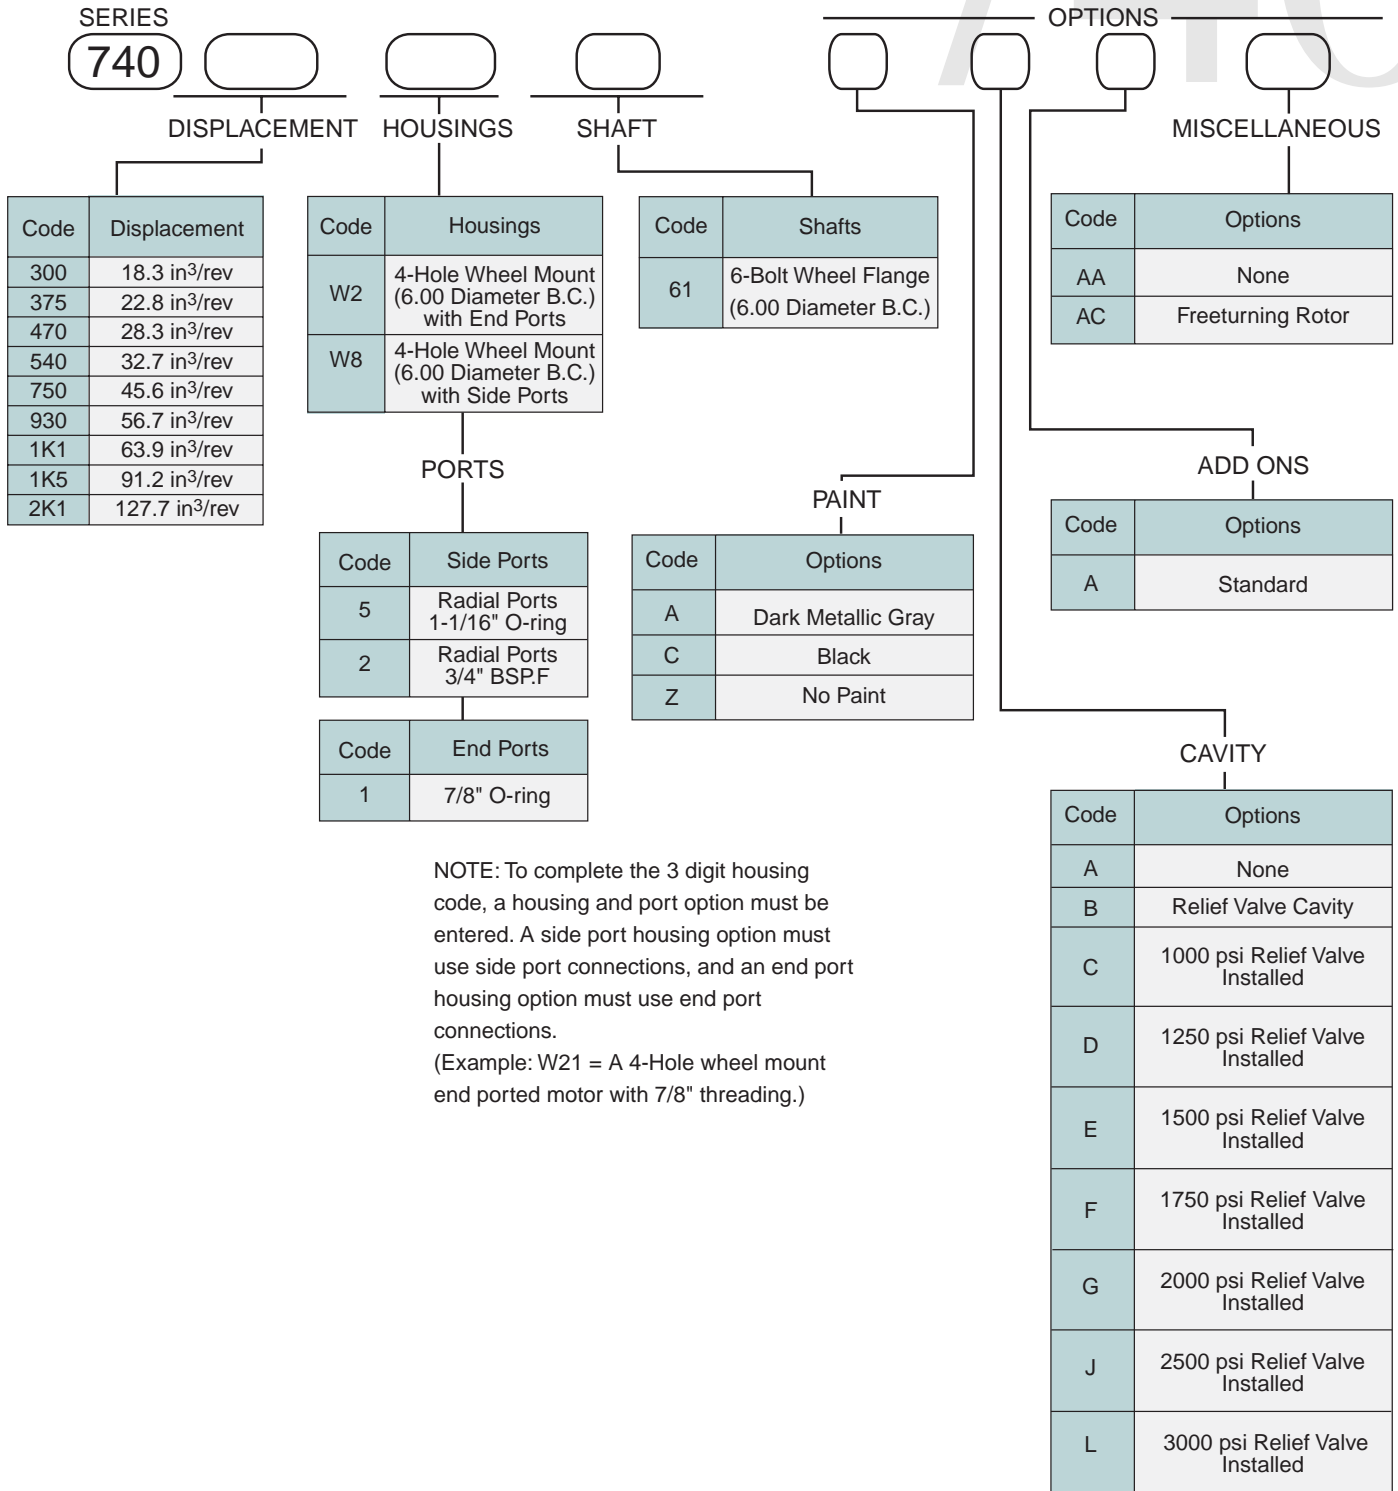 SERIES
OPTIONS
740
DISPLACEMENT
HOUSINGS
SHAFT
MISCELLANEOUS
Code Displacement
300 18.3 in3/rev
375 22.8 in3/rev
470 28.3 in3/rev
540 32.7 in3/rev
750 45.6 in3/rev
930 56.7 in3/rev
1K1 63.9 in3/rev
1K5 91.2 in3/rev
2K1 127.7 in3/rev
Code Housings
W2 4-Hole Wheel Mount
(6.00 Diameter B.C.)
with End Ports
W8 4-Hole Wheel Mount
(6.00 Diameter B.C.)
with Side Ports
Code Shafts
61 6-Bolt Wheel Flange
(6.00 Diameter B.C.)
Code Options
AA None
AC Freeturning Rotor
PORTS
Code Side Ports
5 Radial Ports
1-1/16" O-ring
2 Radial Ports
3/4" BSP.F
Code End Ports
1 7/8" O-ring
PAINT
Code Options
A Dark Metallic Gray
C Black
Z No Paint
ADD ONS
Code Options
A Standard
NOTE: To complete the 3 digit housing
code, a housing and port option must be
entered. A side port housing option must
use side port connections, and an end port
housing option must use end port
connections.
(Example: W21 = A 4-Hole wheel mount
end ported motor with 7/8" threading.)
CAVITY
Code Options
A None
B Relief Valve Cavity
C 1000 psi Relief Valve
Installed
D 1250 psi Relief Valve
Installed
E 1500 psi Relief Valve
Installed
F 1750 psi Relief Valve
Installed
G 2000 psi Relief Valve
Installed
J 2500 psi Relief Valve
Installed
L 3000 psi Relief Valve
Installed